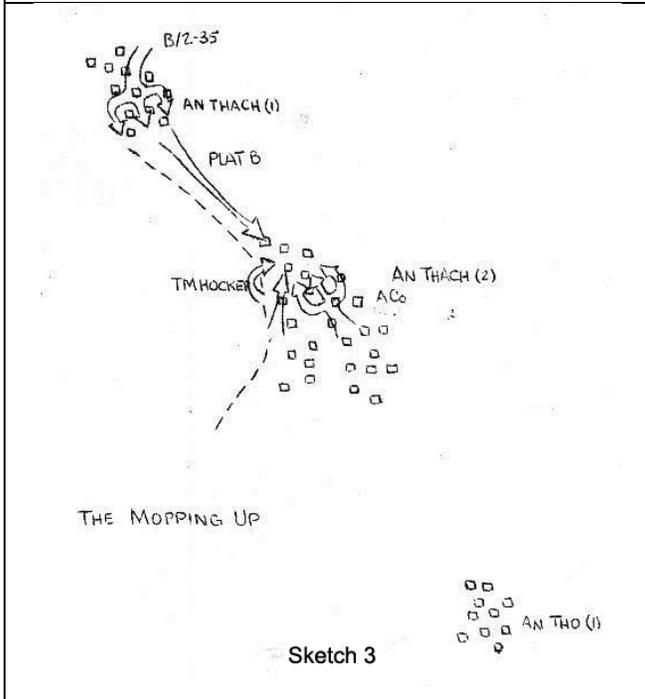 B/2-35
AN THACH (1)
PLAT B
AN THACH (2)
TM HOCKER
A CO
THE MOPPING UP
AN THO (1)
Sketch 3